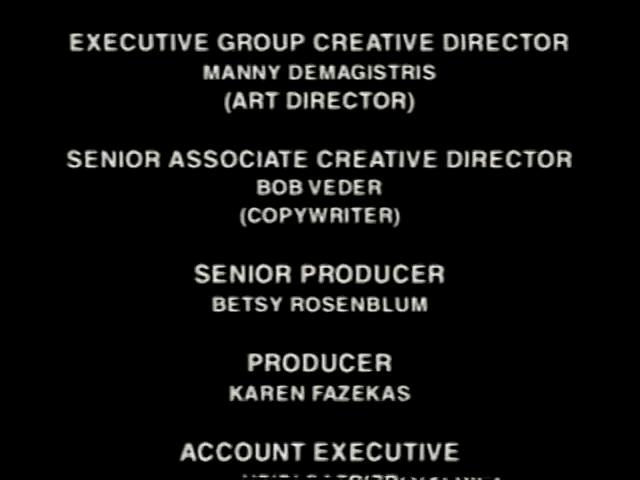 EXECUTIVE GROUP CREATIVE DIRECTOR
MANNY DEMAGISTRIS
(ART DIRECTOR)
SENIOR ASSOCIATE CREATIVE DIRECTOR
BOB VEDER
(COPYWRITER)
SENIOR PRODUCER
BETSY ROSENBLUM
PRODUCER
KAREN FAZEKAS
ACCOUNT EXECUTIVE